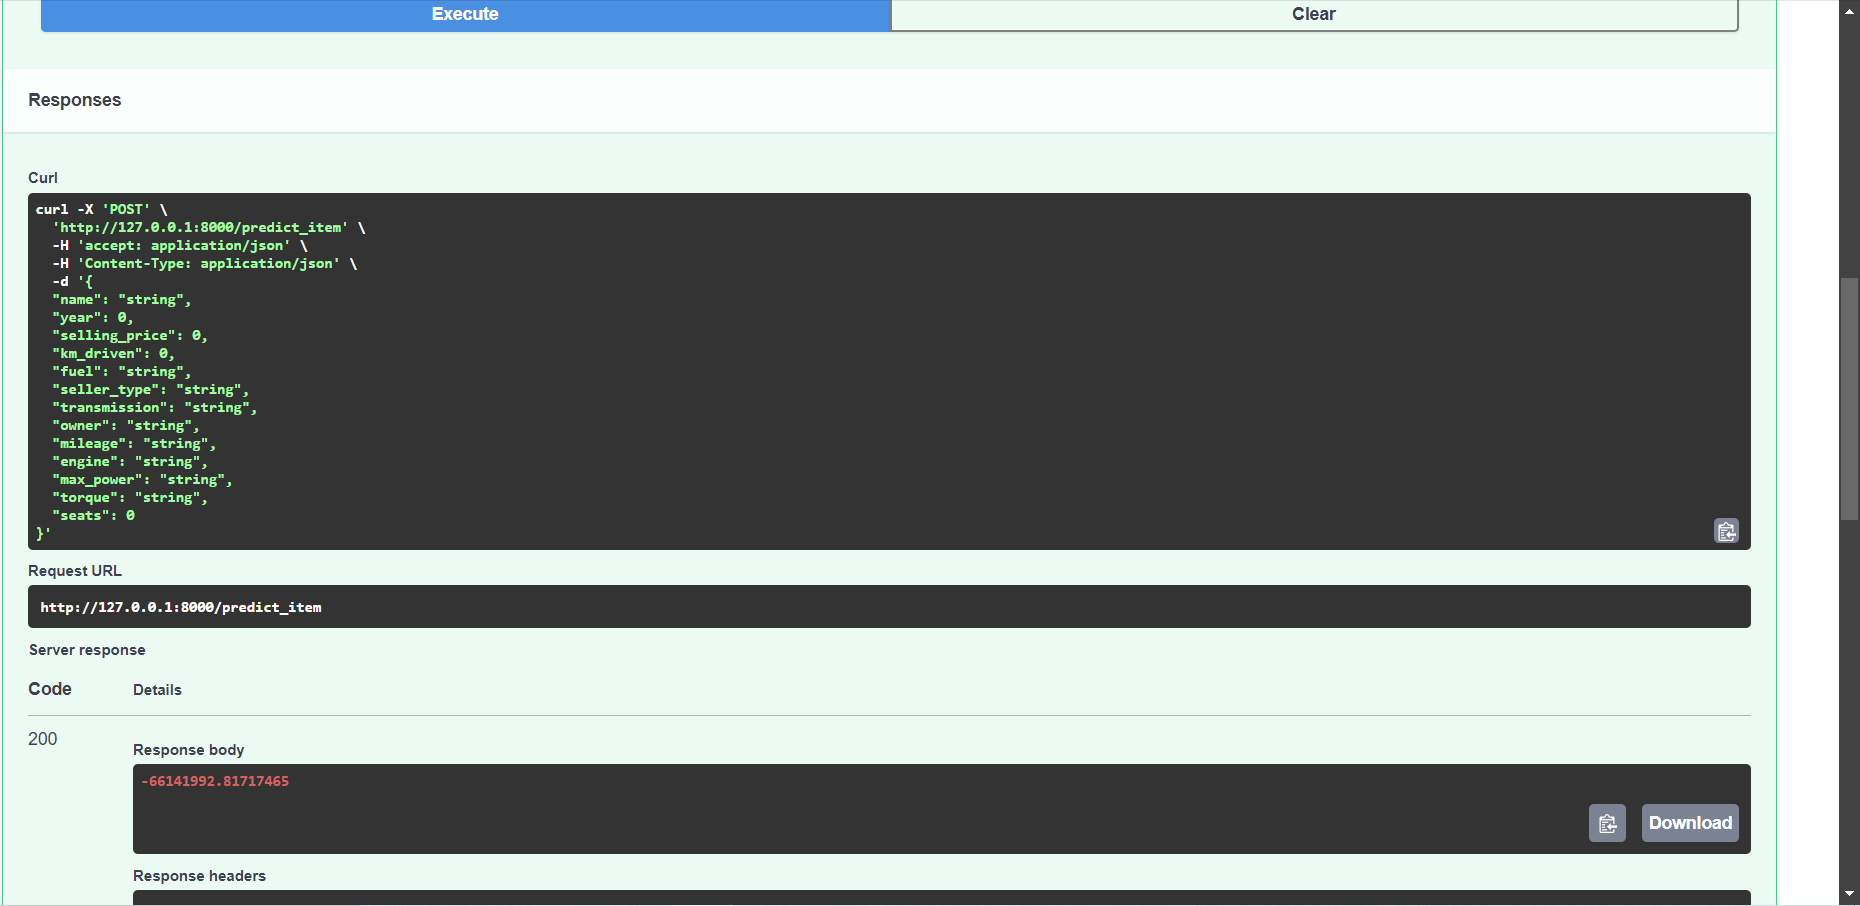 Execute
Clear
Responses
Curl
curl -X 'POST' \
  'http://127.0.0.1:8000/predict_item' \
  -H 'accept: application/json' \
  -H 'Content-Type: application/json' \
  -d '{
  "name": "string",
  "year": 0,
  "selling_price": 0,
  "km_driven": 0,
  "fuel": "string",
  "seller_type": "string",
  "transmission": "string",
  "owner": "string",
  "mileage": "string",
  "engine": "string",
  "max_power": "string",
  "torque": "string",
  "seats": 0
}'
Request URL
http://127.0.0.1:8000/predict_item
Server response
Code Details
200
Response body
-66141992.81717465
Download
Response headers